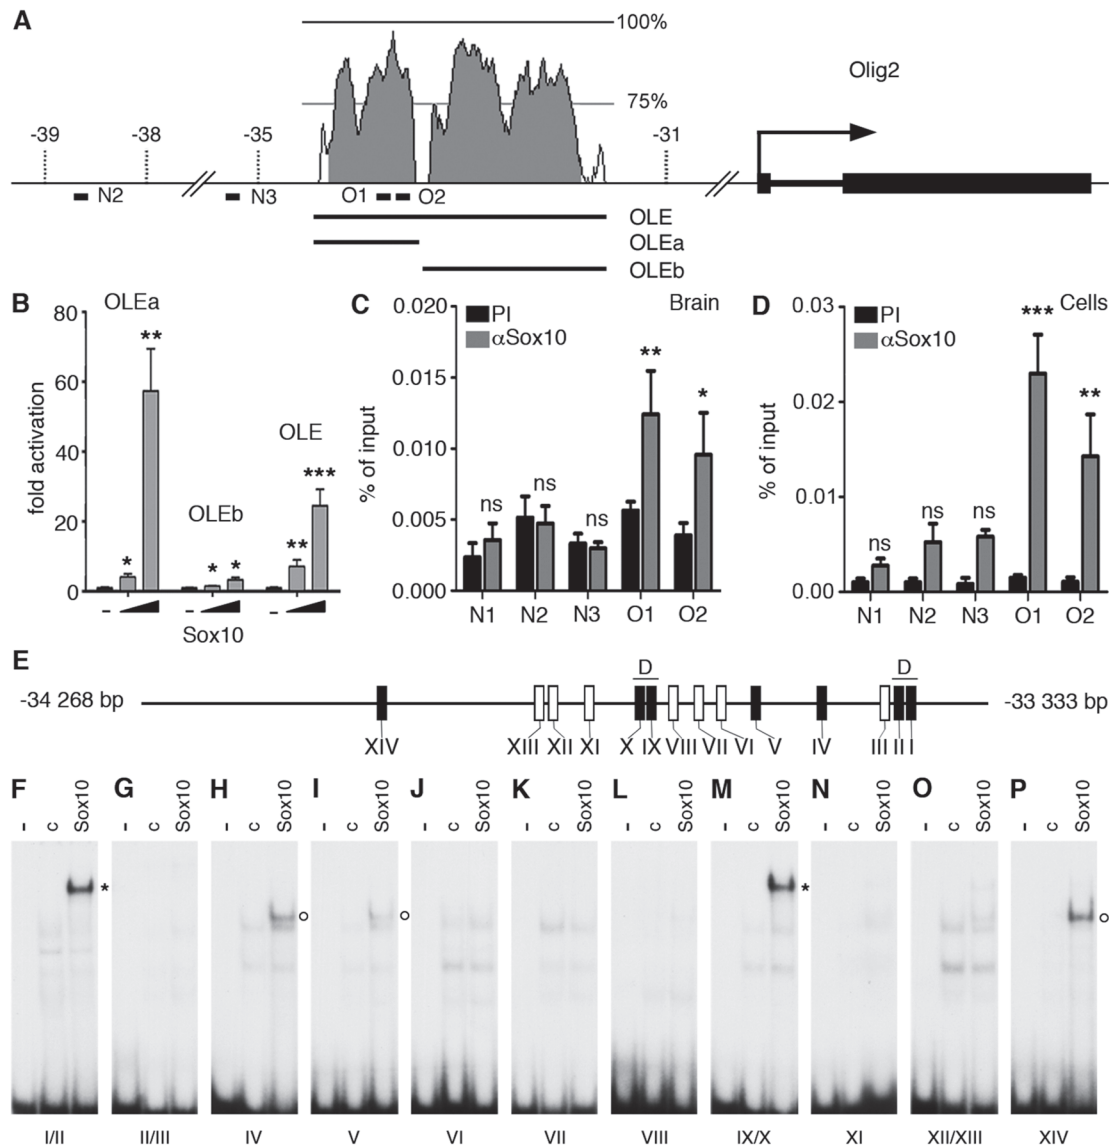 A
100%
Olig2
75%
-39
-38
-35
-31
N2
N3
O1
O2
OLE
OLEa
OLEb
B
OLEa
80
60
40
20
0
fold activation
**
*
OLEb
*
*
OLE
**
***
-
-
-
Sox10
C
Brain
PI
αSox10
0.020
0.015
0.010
0.005
0.000
% of input
ns
ns
ns
**
*
N1
N2
N3
O1
O2
D
Cells
PI
αSox10
0.03
0.02
0.01
0.00
% of input
ns
ns
ns
***
**
N1
N2
N3
O1
O2
E
D
D
-34 268 bp
-33 333 bp
XIV
XIII
XII
XI
X
IX
VIII
VII
VI
V
IV
III
II
I
F
- c Sox10
*
I/II
G
- c Sox10
II/III
H
- c Sox10
IV
I
- c Sox10
V
J
- c Sox10
VI
K
- c Sox10
VII
L
- c Sox10
VIII
M
- c Sox10
*
IX/X
N
- c Sox10
XI
O
- c Sox10
XII/XIII
P
- c Sox10
XIV